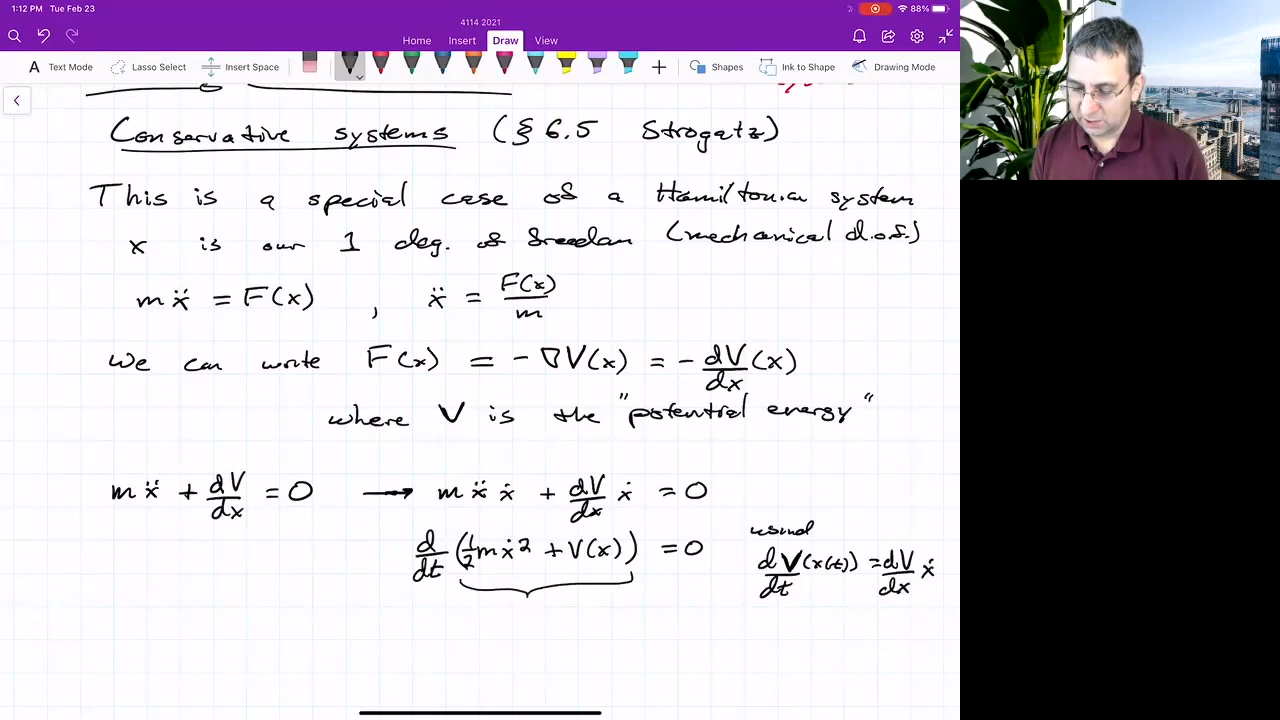 1:12 PM Tue Feb 23
88%
4114 2021
Home Insert Draw View
Text Mode Lasso Select Insert Space Shapes Ink to Shape Drawing Mode
Conservative systems (§ 6.5 Strogatz)
This is a special case of a Hamiltonian system
x is our 1 deg. of freedom (mechanical d.o.f.)
mẍ = F(x) , ẍ = F(x)/m
We can write F(x) = -∇V(x) = - dV/dx (x)
where V is the "potential energy"
mẍ + dV/dx = 0 → mẍẋ + dV/dx ẋ = 0
d/dt (½mẋ² + V(x)) = 0
using
d/dt V(x(t)) = dV/dx ẋ